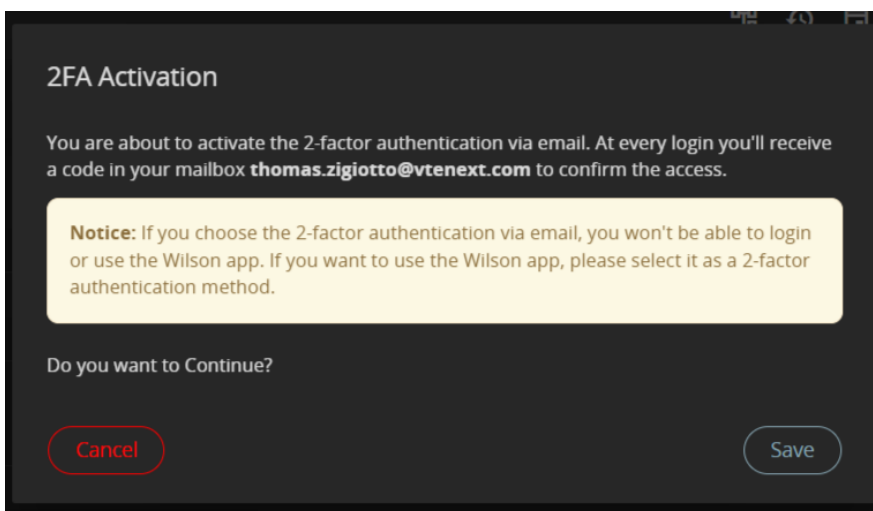 2FA Activation
You are about to activate the 2-factor authentication via email. At every login you'll receive
a code in your mailbox thomas.zigiotto@vtenext.com to confirm the access.
Notice: If you choose the 2-factor authentication via email, you won't be able to login
or use the Wilson app. If you want to use the Wilson app, please select it as a 2-factor
authentication method.
Do you want to Continue?
Cancel
Save